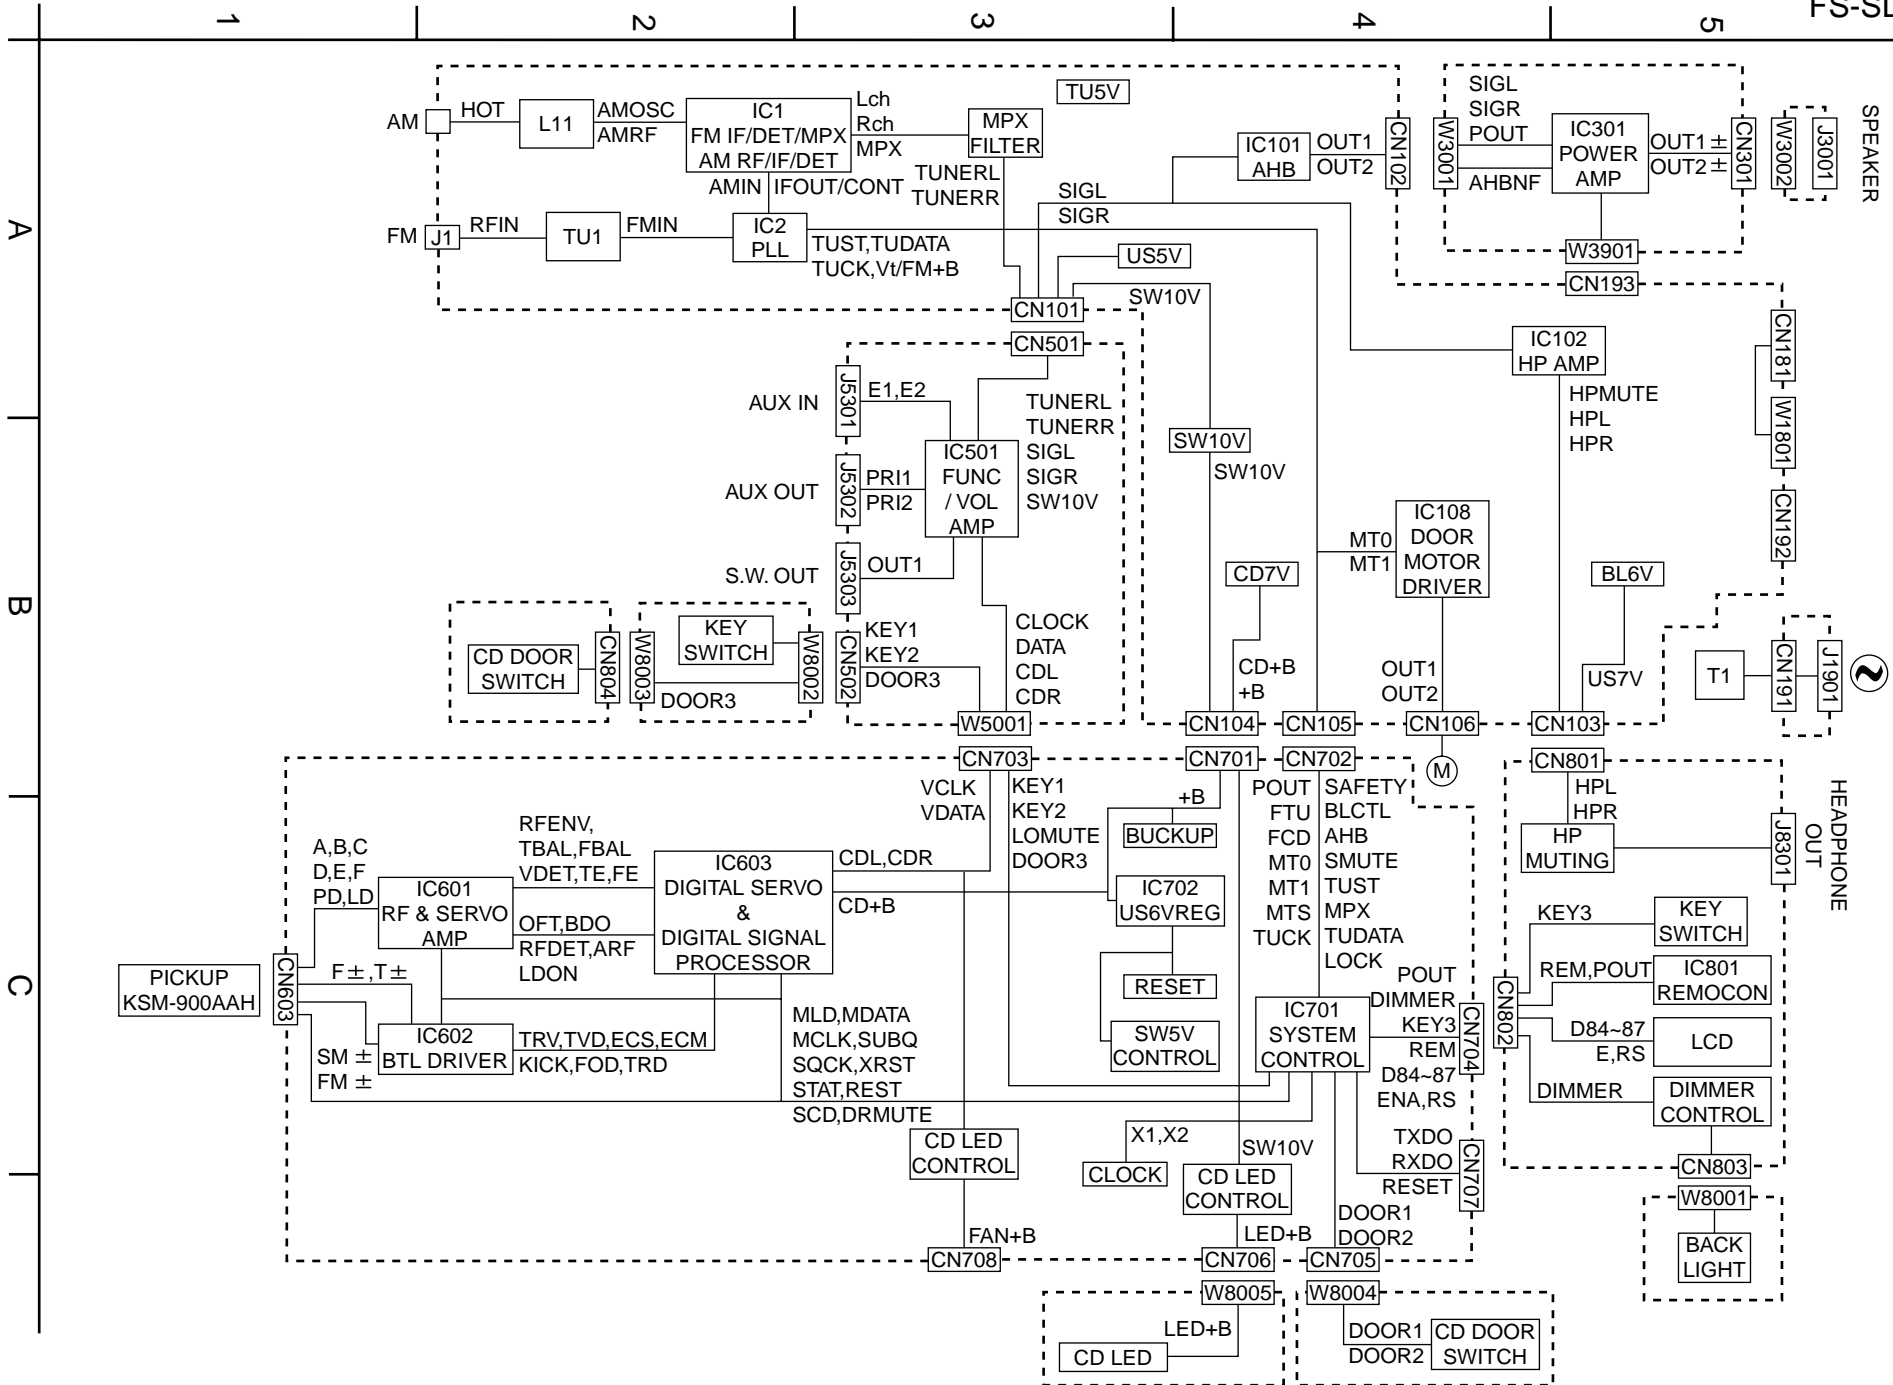 FS-SL
1
2
3
4
5
A
B
C
SPEAKER
AM
HOT
L11
AMOSC
AMRF
IC1
FM IF/DET/MPX
AM RF/IF/DET
Lch
Rch
MPX
MPX
FILTER
TU5V
AMIN
IFOUT/CONT
TUNERL
TUNERR
IC101
AHB
OUT1
OUT2
CN102
W3001
SIGL
SIGR
POUT
AHBNF
IC301
POWER
AMP
OUT1 ±
OUT2 ±
CN301
W3002
J3001
FM
J1
RFIN
TU1
FMIN
IC2
PLL
TUST,TUDATA
TUCK,Vt/FM+B
SIGL
SIGR
US5V
SW10V
CN101
W3901
CN193
CN501
IC102
HP AMP
HPMUTE
HPL
HPR
CN181
W1801
CN192
AUX IN
J5301
E1,E2
TUNERL
TUNERR
SIGL
SIGR
SW10V
AUX OUT
J5302
PRI1
PRI2
IC501
FUNC
/ VOL
AMP
SW10V
SW10V
S.W. OUT
J5303
OUT1
CD7V
MT0
MT1
IC108
DOOR
MOTOR
DRIVER
BL6V
CD DOOR
SWITCH
CN804
W8003
KEY
SWITCH
DOOR3
W8002
CN502
KEY1
KEY2
DOOR3
CLOCK
DATA
CDL
CDR
CD+B
+B
OUT1
OUT2
US7V
T1
CN191
J1901
W5001
CN104
CN105
CN106
CN103
CN703
CN701
CN702
M
CN801
VCLK
VDATA
KEY1
KEY2
LOMUTE
DOOR3
+B
BUCKUP
POUT
FTU
FCD
MT0
MT1
MTS
TUCK
SAFETY
BLCTL
AHB
SMUTE
TUST
MPX
TUDATA
LOCK
HPL
HPR
HP
MUTING
J8301
HEADPHONE
OUT
A,B,C
D,E,F
PD,LD
RFENV,
TBAL,FBAL
VDET,TE,FE
IC601
RF & SERVO
AMP
OFT,BDO
RFDET,ARF
LDON
IC603
DIGITAL SERVO
&
DIGITAL SIGNAL
PROCESSOR
CDL,CDR
CD+B
IC702
US6VREG
KEY3
KEY
SWITCH
PICKUP
KSM-900AAH
CN603
F ± ,T ±
RESET
POUT
DIMMER
KEY3
REM
D84~87
ENA,RS
CN704
CN802
REM,POUT
IC801
REMOCON
SM ±
FM ±
IC602
BTL DRIVER
TRV,TVD,ECS,ECM
KICK,FOD,TRD
MLD,MDATA
MCLK,SUBQ
SQCK,XRST
STAT,REST
SCD,DRMUTE
SW5V
CONTROL
IC701
SYSTEM
CONTROL
D84~87
E,RS
LCD
DIMMER
DIMMER
CONTROL
CD LED
CONTROL
X1,X2
CLOCK
SW10V
CD LED
CONTROL
TXDO
RXDO
RESET
CN707
CN803
W8001
BACK
LIGHT
FAN+B
LED+B
DOOR1
DOOR2
CN708
CN706
CN705
W8005
W8004
LED+B
CD LED
DOOR1
DOOR2
CD DOOR
SWITCH